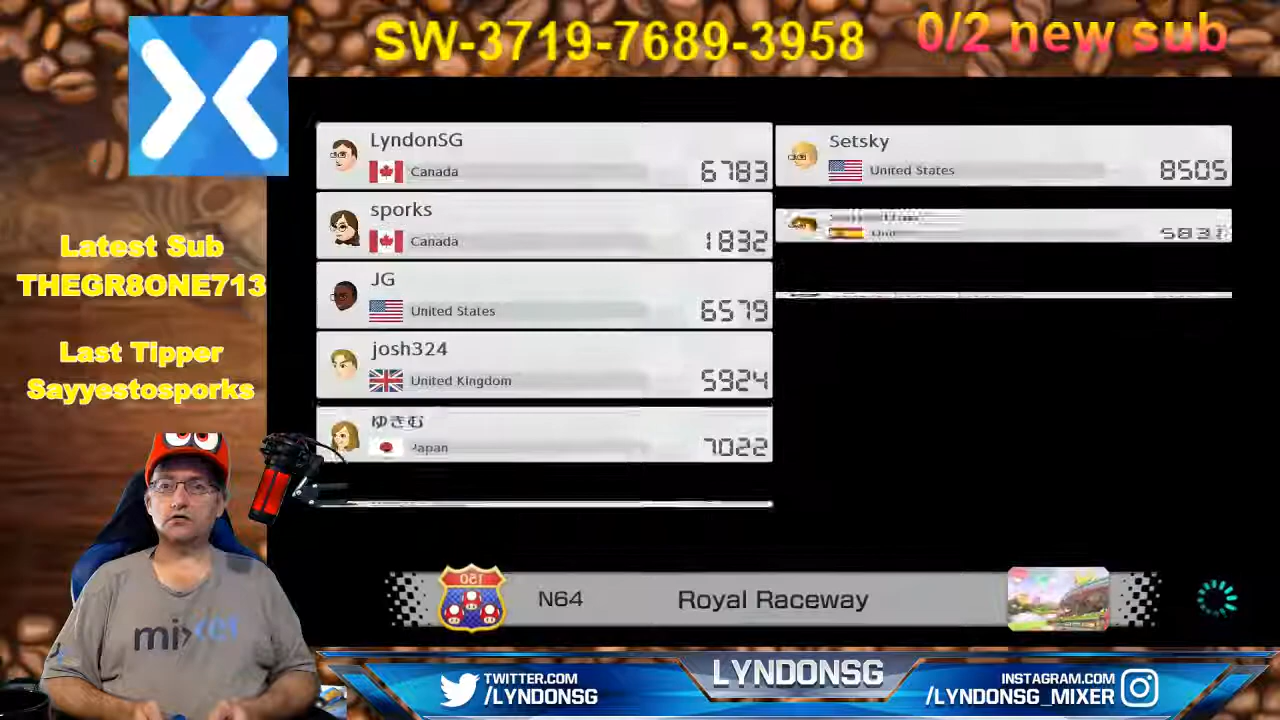 SW-3719-7689-3958
0/2 new sub
LyndonSG
Canada
6783
sporks
Canada
1832
JG
United States
6579
josh324
United Kingdom
5924
ゆきむ
Japan
7022
Setsky
United States
8505
Latest Sub
THEGR8ONE713
Last Tipper
Sayyestosporks
150
N64
Royal Raceway
TWITTER.COM
/LYNDONSG
LYNDONSG
INSTAGRAM.COM
/LYNDONSG_MIXER